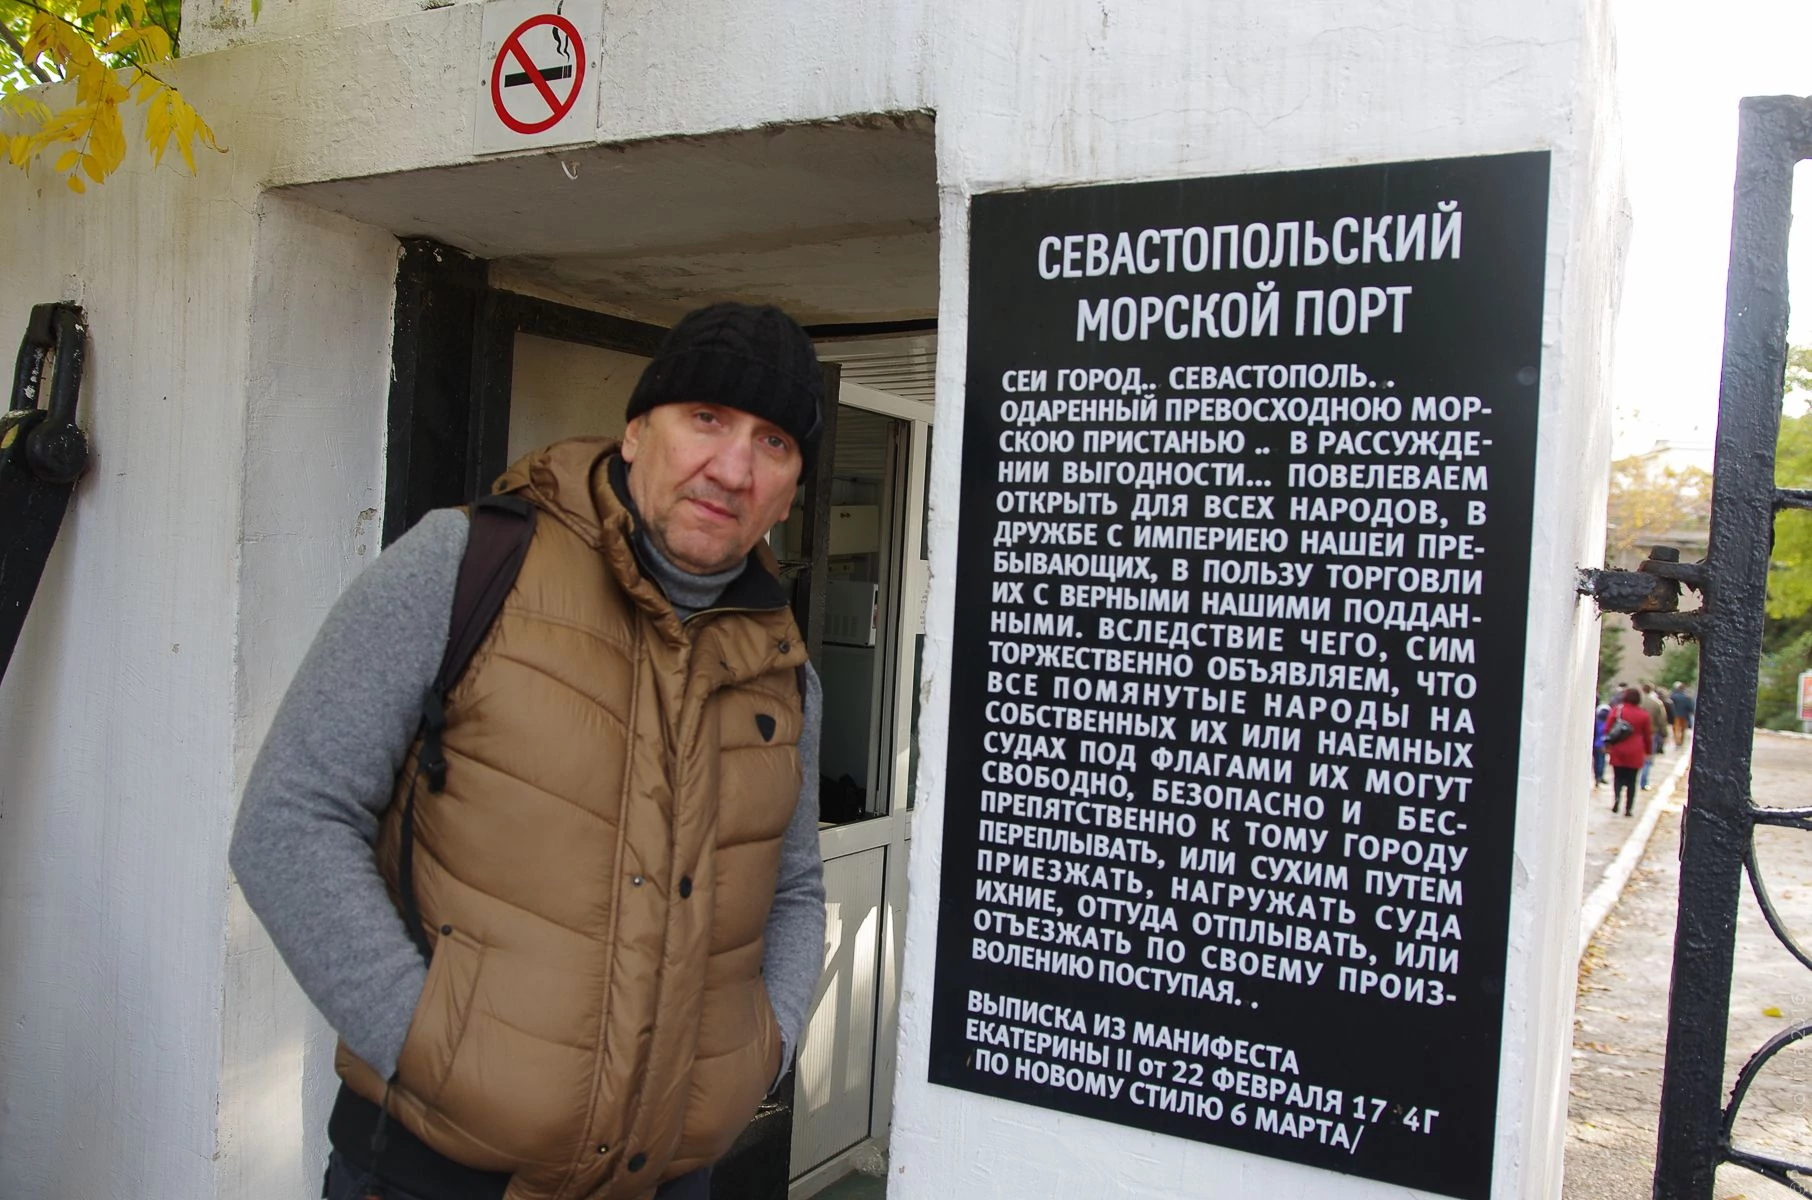 СЕВАСТОПОЛЬСКИЙ
МОРСКОЙ ПОРТ
СЕИ ГОРОД.. СЕВАСТОПОЛЬ. .
ОДАРЕННЫЙ ПРЕВОСХОДНОЮ МОР-
СКОЮ ПРИСТАНЬЮ .. В РАССУЖДЕ-
НИИ ВЫГОДНОСТИ... ПОВЕЛЕВАЕМ
ОТКРЫТЬ ДЛЯ ВСЕХ НАРОДОВ, В
ДРУЖБЕ С ИМПЕРИЕЮ НАШЕИ ПРЕ-
БЫВАЮЩИХ, В ПОЛЬЗУ ТОРГОВЛИ
ИХ С ВЕРНЫМИ НАШИМИ ПОДДАН-
НЫМИ. ВСЛЕДСТВИЕ ЧЕГО, СИМ
ТОРЖЕСТВЕННО ОБЪЯВЛЯЕМ, ЧТО
ВСЕ ПОМЯНУТЫЕ НАРОДЫ НА
СОБСТВЕННЫХ ИХ ИЛИ НАЕМНЫХ
СУДАХ ПОД ФЛАГАМИ ИХ МОГУТ
СВОБОДНО, БЕЗОПАСНО И БЕС-
ПРЕПЯТСТВЕННО К ТОМУ ГОРОДУ
ПЕРЕПЛЫВАТЬ, ИЛИ СУХИМ ПУТЕМ
ПРИЕЗЖАТЬ, НАГРУЖАТЬ СУДА
ИХНИЕ, ОТТУДА ОТПЛЫВАТЬ, ИЛИ
ОТЪЕЗЖАТЬ ПО СВОЕМУ ПРОИЗ-
ВОЛЕНИЮ ПОСТУПАЯ. .
ВЫПИСКА ИЗ МАНИФЕСТА
ЕКАТЕРИНЫ II от 22 ФЕВРАЛЯ 17 4Г
ПО НОВОМУ СТИЛЮ 6 МАРТА/